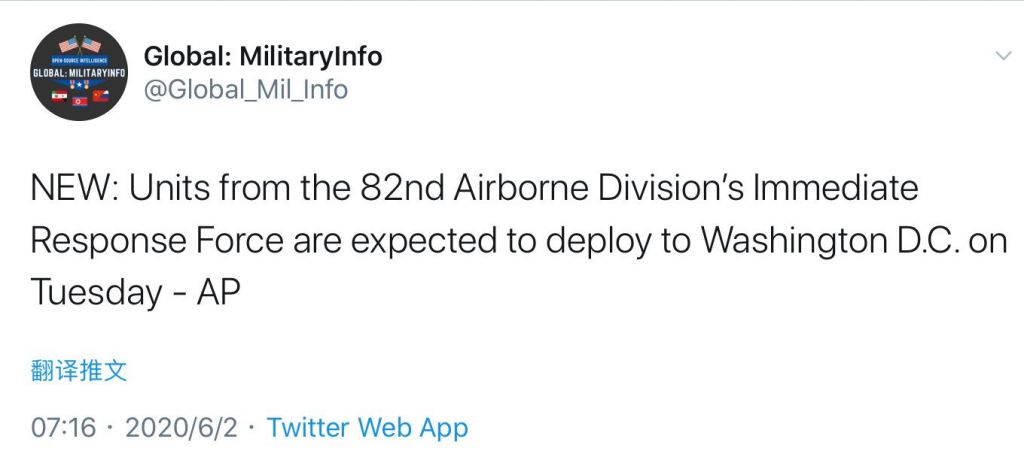 OPEN-SOURCE INTELLIGENCE
GLOBAL: MILITARYINFO
Global: MilitaryInfo
@Global_Mil_Info
NEW: Units from the 82nd Airborne Division's Immediate
Response Force are expected to deploy to Washington D.C. on
Tuesday - AP
翻译推文
07:16 · 2020/6/2 · Twitter Web App